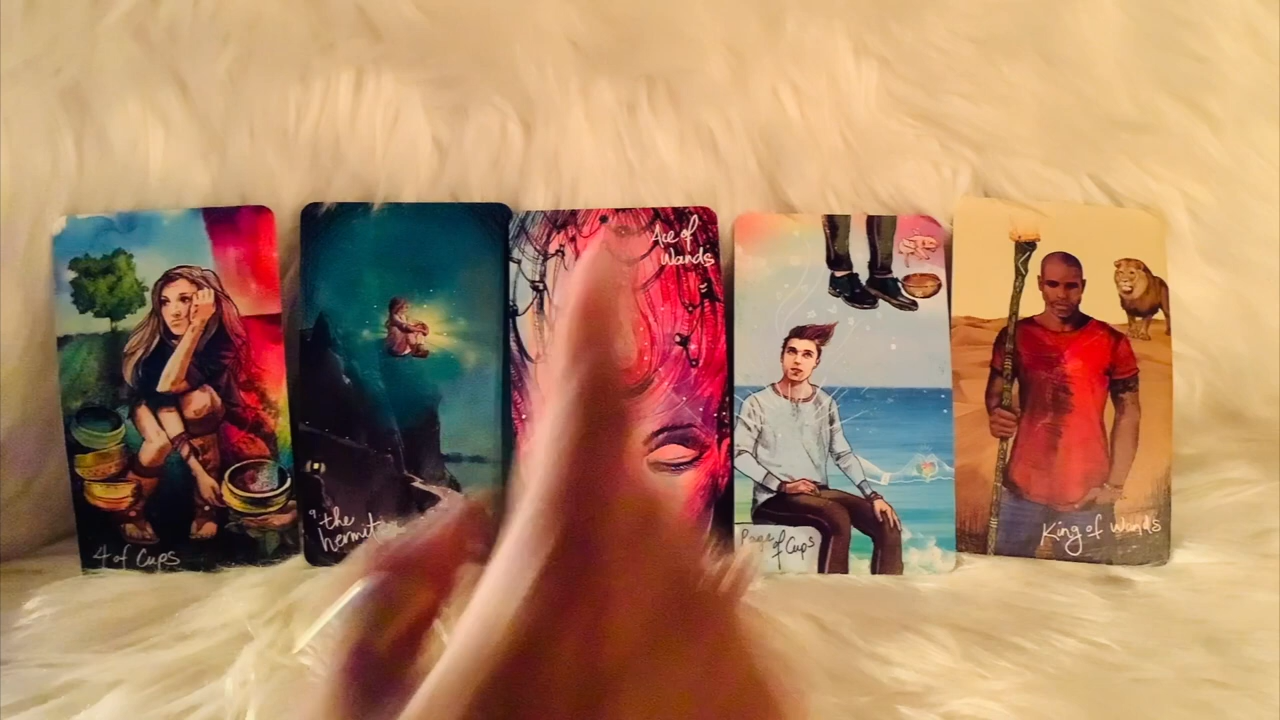 4 of Cups
9 the
hermit
Ace of
Wands
Page
of Cups
King of Wands